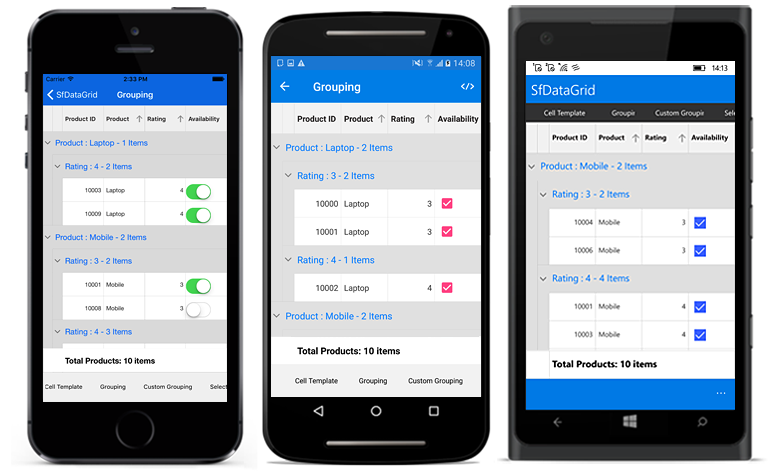 Carrier 2:33 PM
SfDataGrid Grouping
Product ID Product Rating Availability
Product : Laptop - 1 Items
Rating : 4 - 2 Items
10003 Laptop 4
10009 Laptop 4
Product : Mobile - 2 Items
Rating : 3 - 2 Items
10001 Mobile 3
10008 Mobile 3
Rating : 4 - 3 Items
Total Products: 10 items
Cell Template Grouping Custom Grouping Select
14:08
Grouping </>
Product ID Product Rating Availability
Product : Laptop - 2 Items
Rating : 3 - 2 Items
10000 Laptop 3
10001 Laptop 3
Rating : 4 - 1 Items
10002 Laptop 4
Product : Mobile - 2 Items
Total Products: 10 items
Cell Template Grouping Custom Grouping
14:13
SfDataGrid
Cell Template Groupin Custom Groupin Sele
Product ID Product Rating Availability
Product : Mobile - 2 Items
Rating : 3 - 2 Items
10004 Mobile 3
10006 Mobile 3
Rating : 4 - 4 Items
10001 Mobile 4
10003 Mobile 4
Total Products: 10 items
...